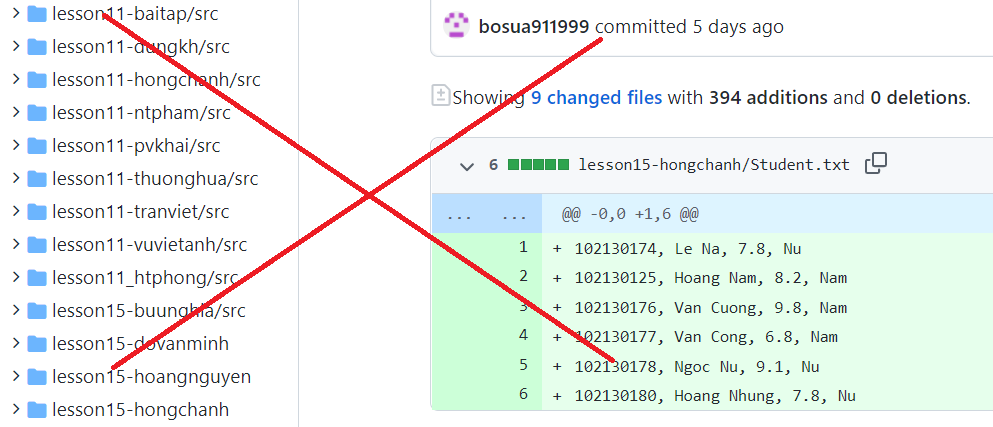 lesson11-baitap/src
lesson11-dungkh/src
lesson11-hongchanh/src
lesson11-ntpham/src
lesson11-pvkhai/src
lesson11-thuonghua/src
lesson11-tranviet/src
lesson11-vuvietanh/src
lesson11_htphong/src
lesson15-buunghia/src
lesson15-dovanminh
lesson15-hoangnguyen
lesson15-hongchanh
bosua911999 committed 5 days ago
Showing 9 changed files with 394 additions and 0 deletions.
6 lesson15-hongchanh/Student.txt
... ... @@ -0,0 +1,6 @@
1 + 102130174, Le Na, 7.8, Nu
2 + 102130125, Hoang Nam, 8.2, Nam
3 + 102130176, Van Cuong, 9.8, Nam
4 + 102130177, Van Cong, 6.8, Nam
5 + 102130178, Ngoc Nu, 9.1, Nu
6 + 102130180, Hoang Nhung, 7.8, Nu